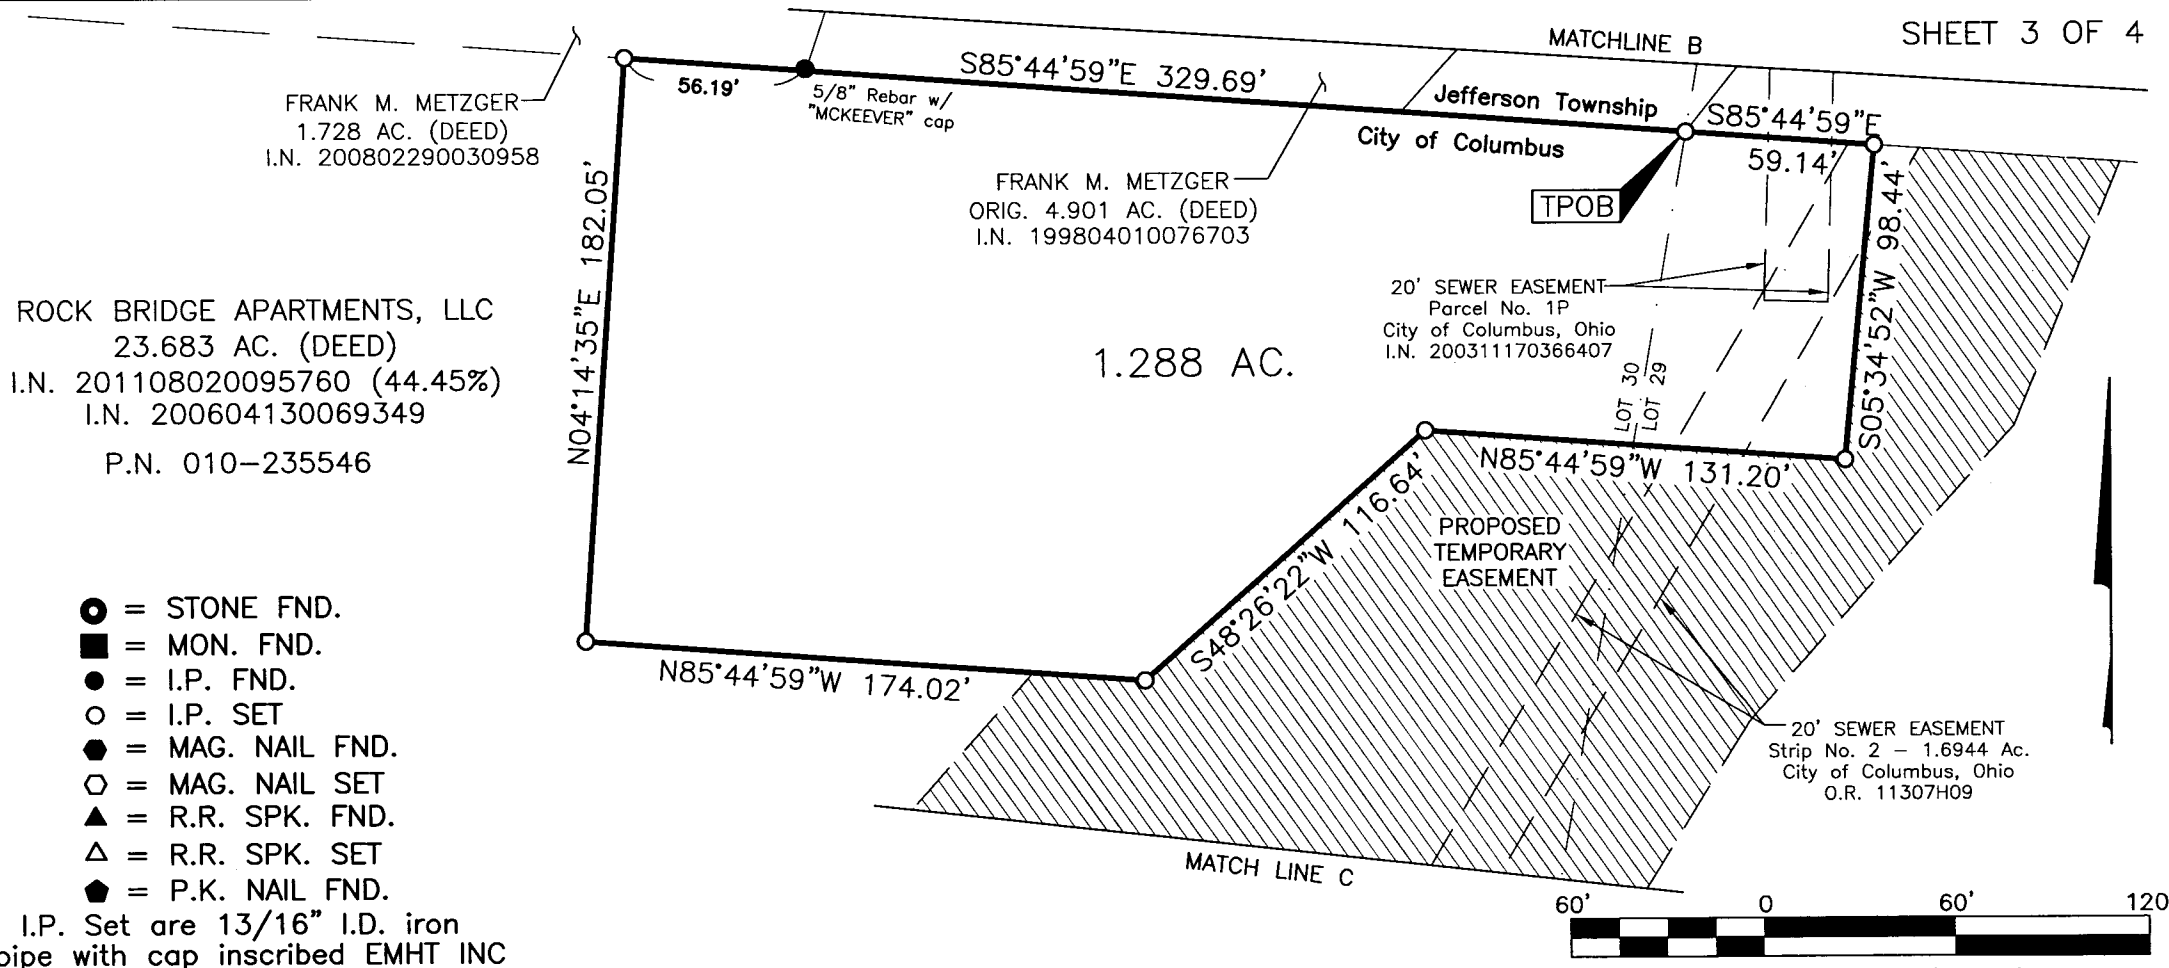 SHEET 3 OF 4
MATCHLINE B
S85°44'59"E 329.69'
56.19'
5/8" Rebar w/
"MCKEEVER" cap
FRANK M. METZGER
1.728 AC. (DEED)
I.N. 200802290030958
Jefferson Township
City of Columbus
S85°44'59"E
59.14'
TPOB
FRANK M. METZGER
ORIG. 4.901 AC. (DEED)
I.N. 199804010076703
N04°14'35"E 182.05'
S05°34'52"W 98.44'
20' SEWER EASEMENT
Parcel No. 1P
City of Columbus, Ohio
I.N. 200311170366407
ROCK BRIDGE APARTMENTS, LLC
23.683 AC. (DEED)
I.N. 201108020095760 (44.45%)
I.N. 200604130069349
P.N. 010-235546
1.288 AC.
LOT 30
LOT 29
N85°44'59"W 131.20'
S48°26'22"W 116.64'
PROPOSED
TEMPORARY
EASEMENT
N85°44'59"W 174.02'
20' SEWER EASEMENT
Strip No. 2 - 1.6944 Ac.
City of Columbus, Ohio
O.R. 11307H09
MATCH LINE C
= STONE FND.
= MON. FND.
= I.P. FND.
= I.P. SET
= MAG. NAIL FND.
= MAG. NAIL SET
= R.R. SPK. FND.
= R.R. SPK. SET
= P.K. NAIL FND.
I.P. Set are 13/16" I.D. iron
pipe with cap inscribed EMHT INC
60' 0 60' 120